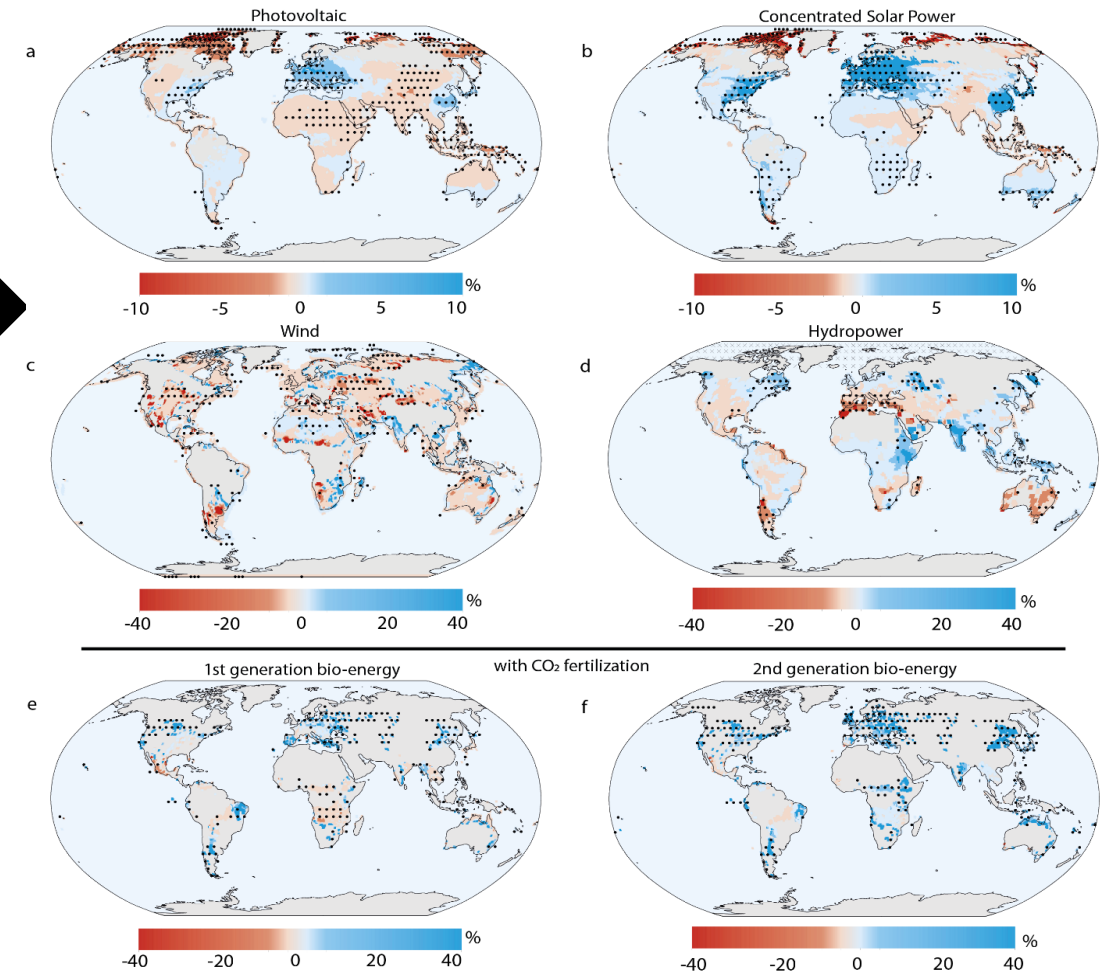 Photovoltaic
Concentrated Solar Power
a
b
-10 -5 0 5 10 %
-10 -5 0 5 10 %
Wind
Hydropower
c
d
-40 -20 0 20 40 %
-40 -20 0 20 40 %
with CO₂ fertilization
1st generation bio-energy
2nd generation bio-energy
e
f
-40 -20 0 20 40 %
-40 -20 0 20 40 %